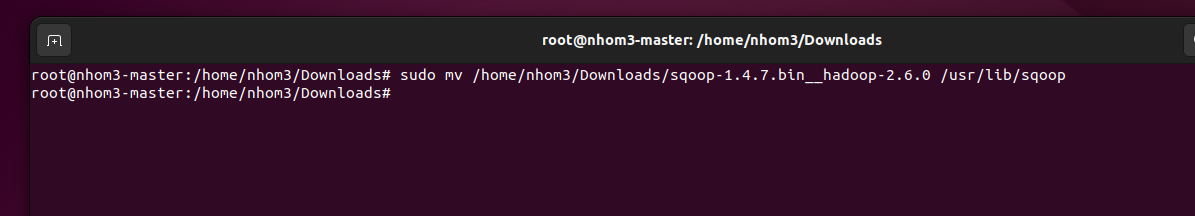 root@nhom3-master: /home/nhom3/Downloads
root@nhom3-master:/home/nhom3/Downloads# sudo mv /home/nhom3/Downloads/sqoop-1.4.7.bin__hadoop-2.6.0 /usr/lib/sqoop
root@nhom3-master:/home/nhom3/Downloads#